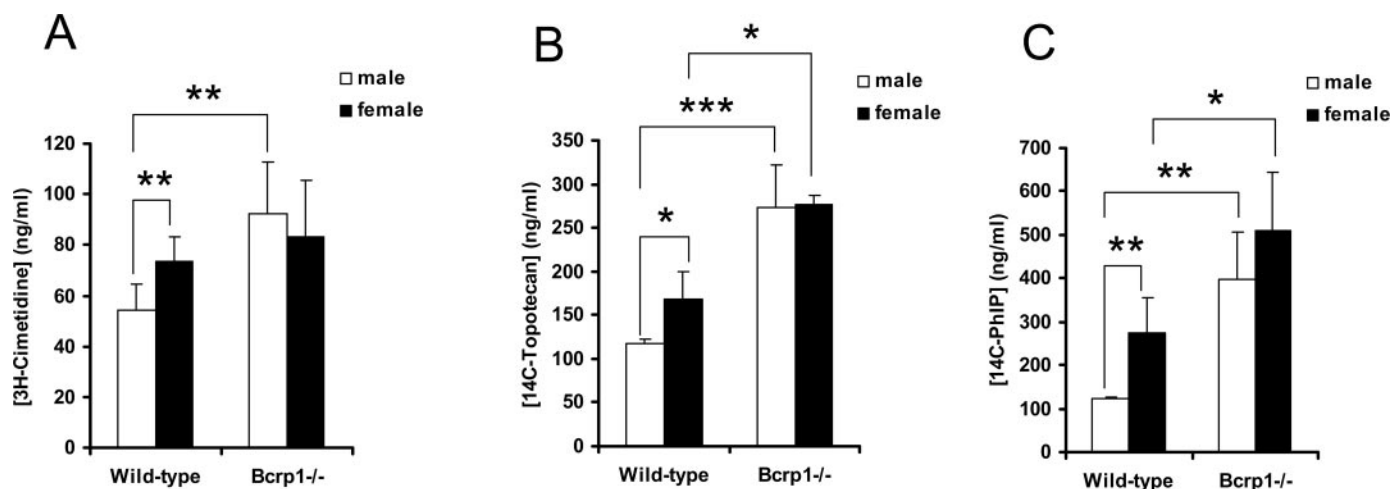 A
male
female
**
**
[3H-Cimetidine] (ng/ml)
120
100
80
60
40
20
0
Wild-type Bcrp1-/-
B
male
female
*
***
*
[14C-Topotecan] (ng/ml)
350
300
250
200
150
100
50
0
Wild-type Bcrp1-/-
C
male
female
*
**
**
[14C-PhIP] (ng/ml)
700
600
500
400
300
200
100
0
Wild-type Bcrp1-/-